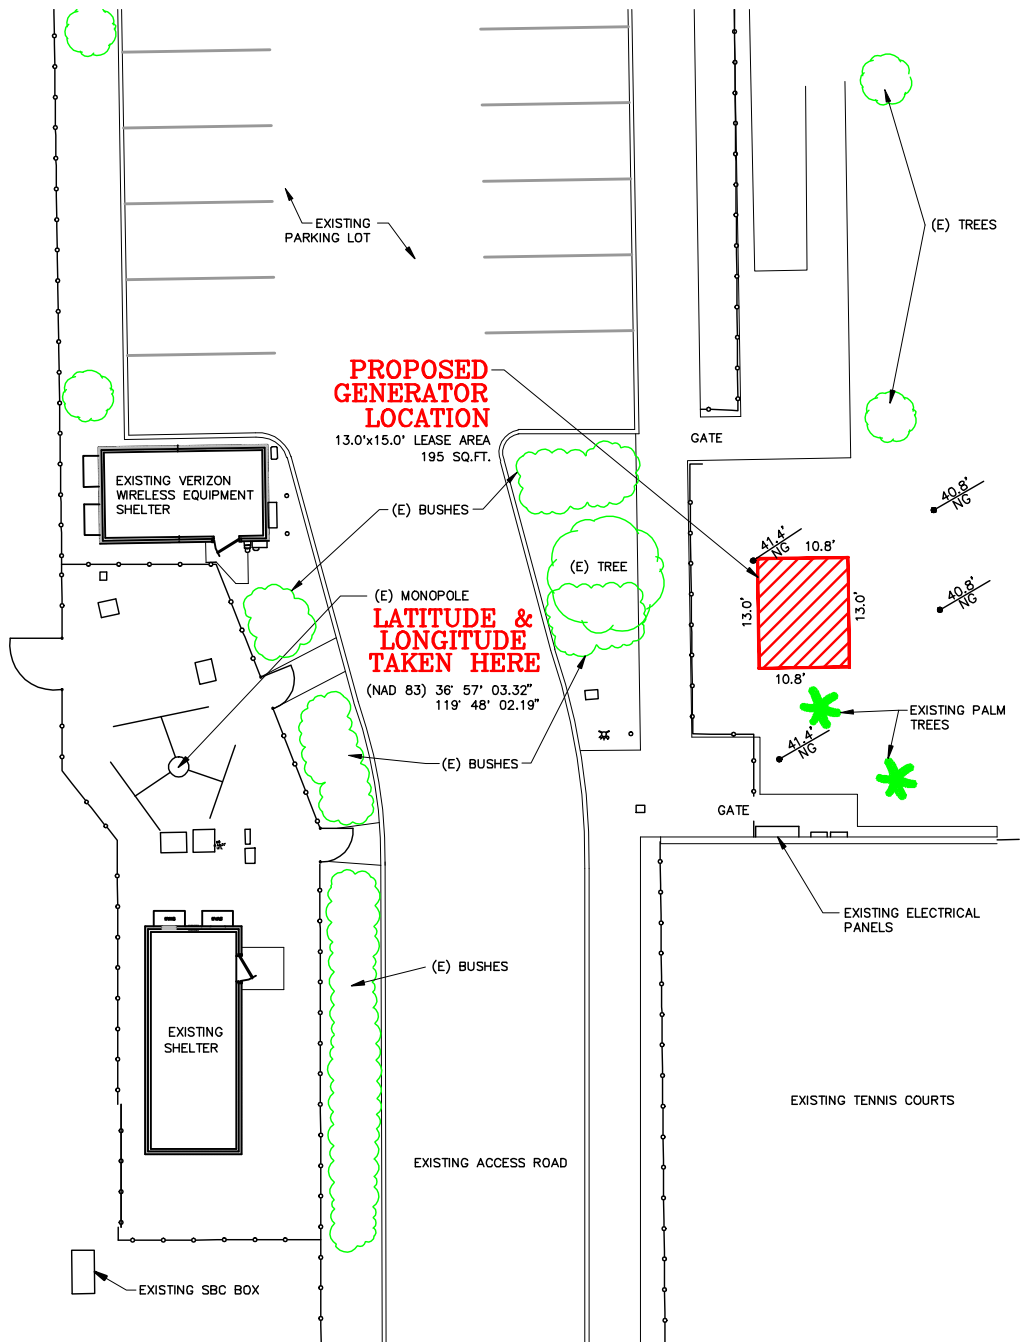 EXISTING
PARKING LOT
(E) TREES
PROPOSED
GENERATOR
LOCATION
13.0'x15.0' LEASE AREA
195 SQ.FT.
GATE
EXISTING VERIZON
WIRELESS EQUIPMENT
SHELTER
(E) BUSHES
40.8'
NG
41.4'
NG
10.8'
(E) TREE
(E) MONOPOLE
LATITUDE &
LONGITUDE
TAKEN HERE
(NAD 83) 36' 57' 03.32"
119' 48' 02.19"
13.0'
13.0'
40.8'
NG
10.8'
EXISTING PALM
TREES
41.4'
NG
(E) BUSHES
GATE
EXISTING ELECTRICAL
PANELS
(E) BUSHES
EXISTING
SHELTER
EXISTING TENNIS COURTS
EXISTING ACCESS ROAD
EXISTING SBC BOX